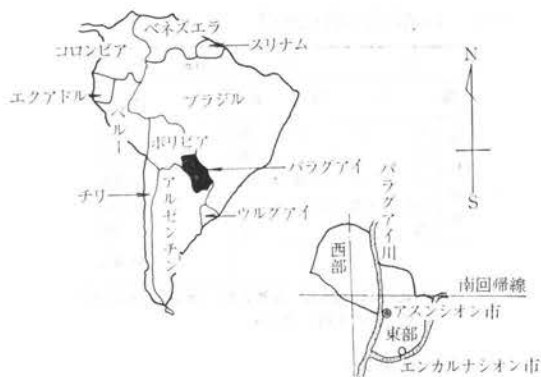 ベネズエラ
スリナム
コロンビア
エクアドル
ブラジル
ペルー
ボリビア
パラグアイ
チリ
アルゼンチン
ウルグアイ
N
S
パラグアイ川
西部
南回帰線
アスンシオン市
東部
エンカルナシオン市